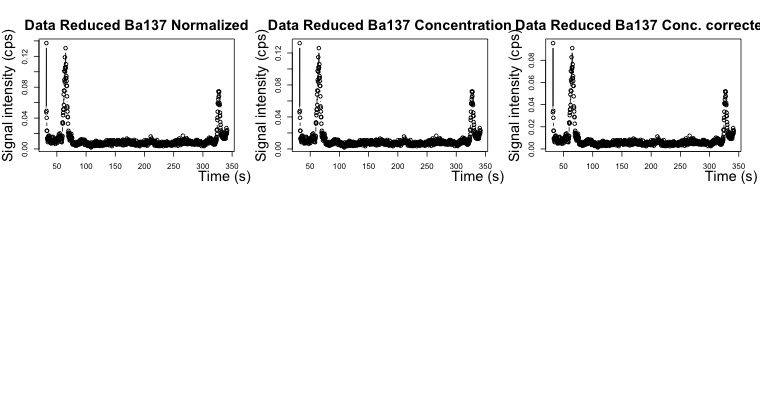 Data Reduced Ba137 Normalized
Signal intensity (cps)
0.00 0.04 0.08 0.12
50 100 150 200 250 300 350
Time (s)
Data Reduced Ba137 Concentration
Signal intensity (cps)
0.00 0.04 0.08 0.12
50 100 150 200 250 300 350
Time (s)
Data Reduced Ba137 Conc. correcte
Signal intensity (cps)
0.00 0.02 0.04 0.06 0.08
50 100 150 200 250 300 350
Time (s)